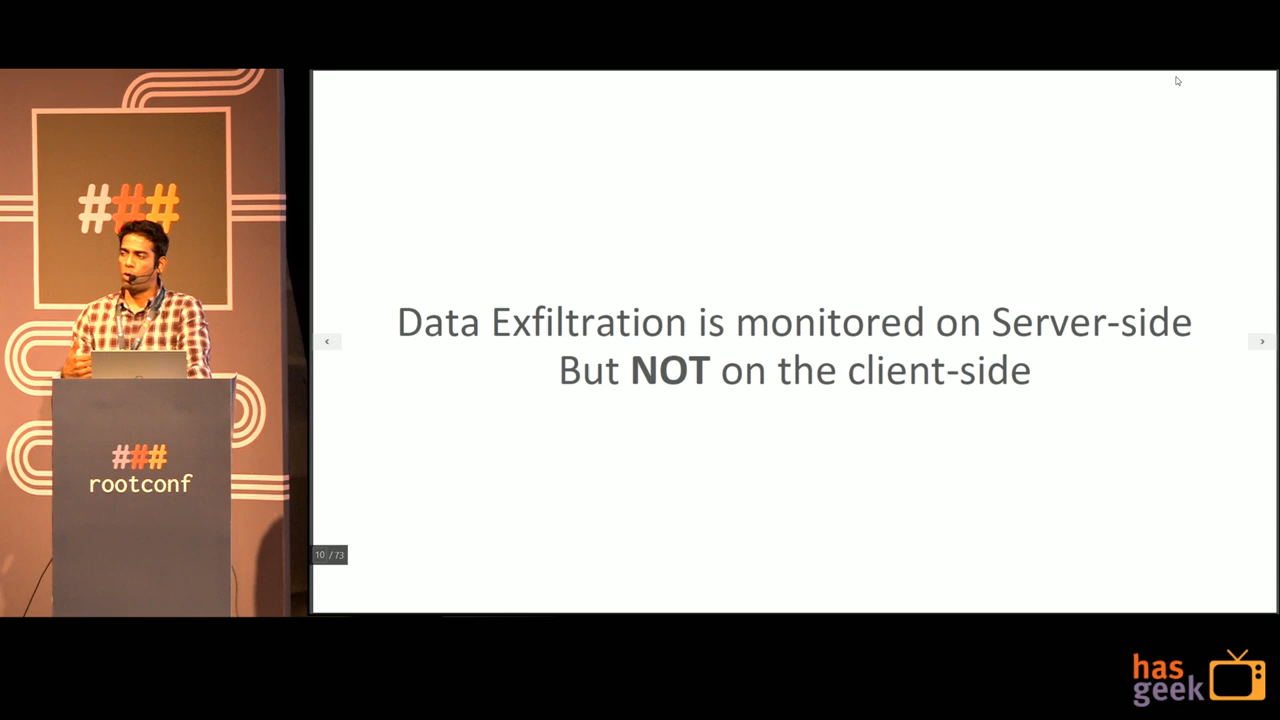 ###
###
rootconf
Data Exfiltration is monitored on Server-side
But NOT on the client-side
10 / 73
has
geek